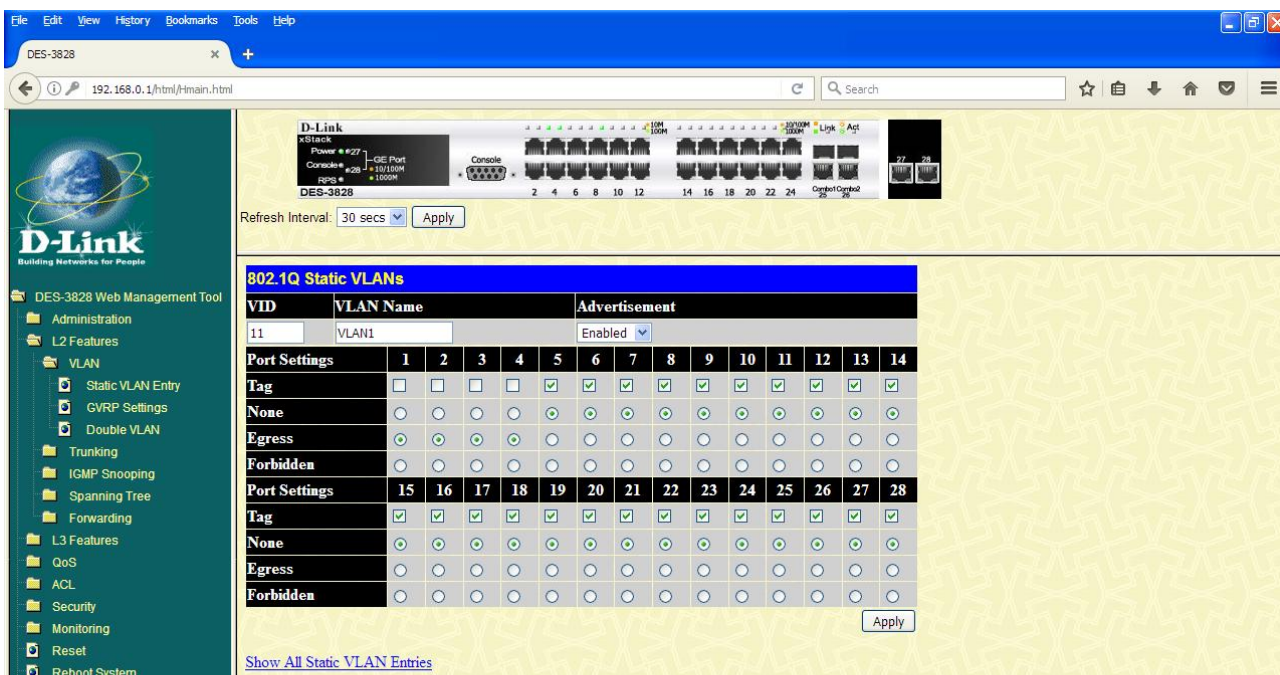 File Edit View History Bookmarks Tools Help
DES-3828
192.168.0.1/html/Hmain.html
Search
D-Link
Building Networks for People
DES-3828 Web Management Tool
Administration
L2 Features
VLAN
Static VLAN Entry
GVRP Settings
Double VLAN
Trunking
IGMP Snooping
Spanning Tree
Forwarding
L3 Features
QoS
ACL
Security
Monitoring
Reset
Reboot System
D-Link
xStack
Power 27 GE Port
Console 28 10/100M
RPS 1000M
DES-3828
Console
10M
100M
10/100M
1000M
Link Act
2 4 6 8 10 12 14 16 18 20 22 24
Combo1 Combo2
25 26
27 28
Refresh Interval: 30 secs Apply
802.1Q Static VLANs
VID VLAN Name Advertisement
11 VLAN1 Enabled
Port Settings 1 2 3 4 5 6 7 8 9 10 11 12 13 14
Tag
None
Egress
Forbidden
Port Settings 15 16 17 18 19 20 21 22 23 24 25 26 27 28
Tag
None
Egress
Forbidden
Apply
Show All Static VLAN Entries